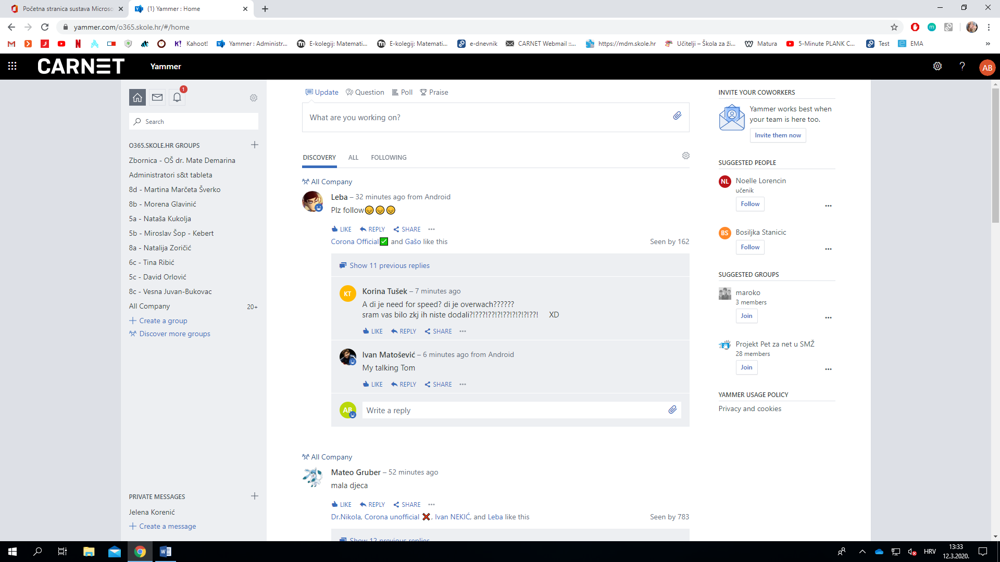 Početna stranica sustava Microso
(1) Yammer : Home
yammer.com/o365.skole.hr/#/home
Kahoot!
Yammer : Administr...
E-kolegij: Matemati...
E-kolegij: Matemati...
e-dnevnik
CARNET Webmail ::...
https://mdm.skole.hr
Učitelji – Škola za ži...
Matura
5-Minute PLANK C...
Test
EMA
»
CARNET
Yammer
?
AB
1
Search
O365.SKOLE.HR GROUPS
Zbornica - OŠ dr. Mate Demarina
Administratori s&t tableta
8d - Martina Marčeta Šverko
8b - Morena Glavinić
5a - Nataša Kukolja
5b - Miroslav Šop - Kebert
8a - Natalija Zoričić
6c - Tina Ribić
5c - David Orlović
8c - Vesna Juvan-Bukovac
All Company 20+
Create a group
Discover more groups
PRIVATE MESSAGES
Jelena Korenić
Create a message
Update Question Poll Praise
What are you working on?
DISCOVERY ALL FOLLOWING
All Company
Leba – 32 minutes ago from Android
Plz follow😔😔😔
LIKE REPLY SHARE •••
Corona Official✅ and Gašo like this Seen by 162
Show 11 previous replies
KT
Korina Tušek – 7 minutes ago
A di je need for speed? di je overwach??????
sram vas bilo zkj ih niste dodali?!???!??!?!??!?!?!?!??! XD
LIKE REPLY SHARE •••
Ivan Matošević – 6 minutes ago from Android
My talking Tom
LIKE REPLY SHARE •••
AB
Write a reply
All Company
Mateo Gruber – 52 minutes ago
mala djeca
LIKE REPLY SHARE •••
Dr.Nikola, Corona unofficial ❌, Ivan NEKIĆ, and Leba like this Seen by 783
Show 12 previous replies
INVITE YOUR COWORKERS
Yammer works best when
your team is here too.
Invite them now
SUGGESTED PEOPLE
NL
Noelle Lorencin
učenik
Follow •••
BS
Bosiljka Stanicic
Follow •••
SUGGESTED GROUPS
maroko
3 members
Join •••
Projekt Pet za net u SMŽ
28 members
Join •••
YAMMER USAGE POLICY
Privacy and cookies
HRV
13:33
12.3.2020.